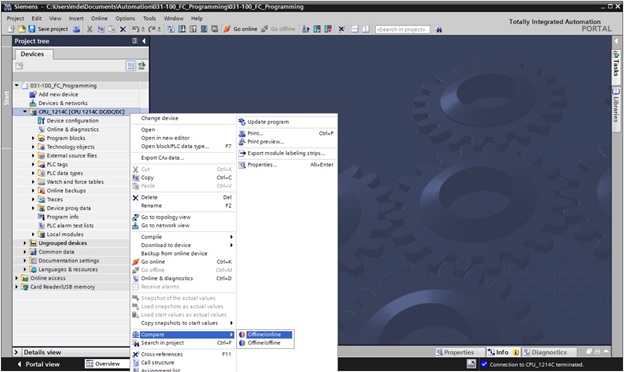 Siemens - C:\Users\mde\Documents\Automation\031-100_FC_Programming\031-100_FC_Programming
Project Edit View Insert Online Options Tools Window Help
Totally Integrated Automation
PORTAL
Save project
Go online
Go offline
<Search in project>
Project tree
Devices
Start
Tasks
Libraries
031-100_FC_Programming
Add new device
Devices & networks
CPU_1214C [CPU 1214C DC/DC/DC]
Device configuration
Online & diagnostics
Program blocks
Technology objects
External source files
PLC tags
PLC data types
Watch and force tables
Online backups
Traces
Device proxy data
Program info
PLC alarm text lists
Local modules
Ungrouped devices
Common data
Documentation settings
Languages & resources
Online access
Card Reader/USB memory
Change device
Open
Open in new editor
Open block/PLC data type... F7
Export CAx data...
Cut Ctrl+X
Copy Ctrl+C
Paste Ctrl+V
Delete Del
Rename F2
Go to topology view
Go to network view
Compile
Download to device
Backup from online device
Go online Ctrl+K
Go offline Ctrl+M
Online & diagnostics Ctrl+D
Receive alarms
Snapshot of the actual values
Load snapshots as actual values
Load start values as actual values
Copy snapshots to start values
Compare
Search in project Ctrl+F
Cross-references F11
Call structure
Assignment list
Update program
Print... Ctrl+P
Print preview...
Export module labeling strips...
Properties... Alt+Enter
Offline/online
Offline/offline
Details view
Properties
Info
Diagnostics
Portal view
Overview
Connection to CPU_1214C terminated.